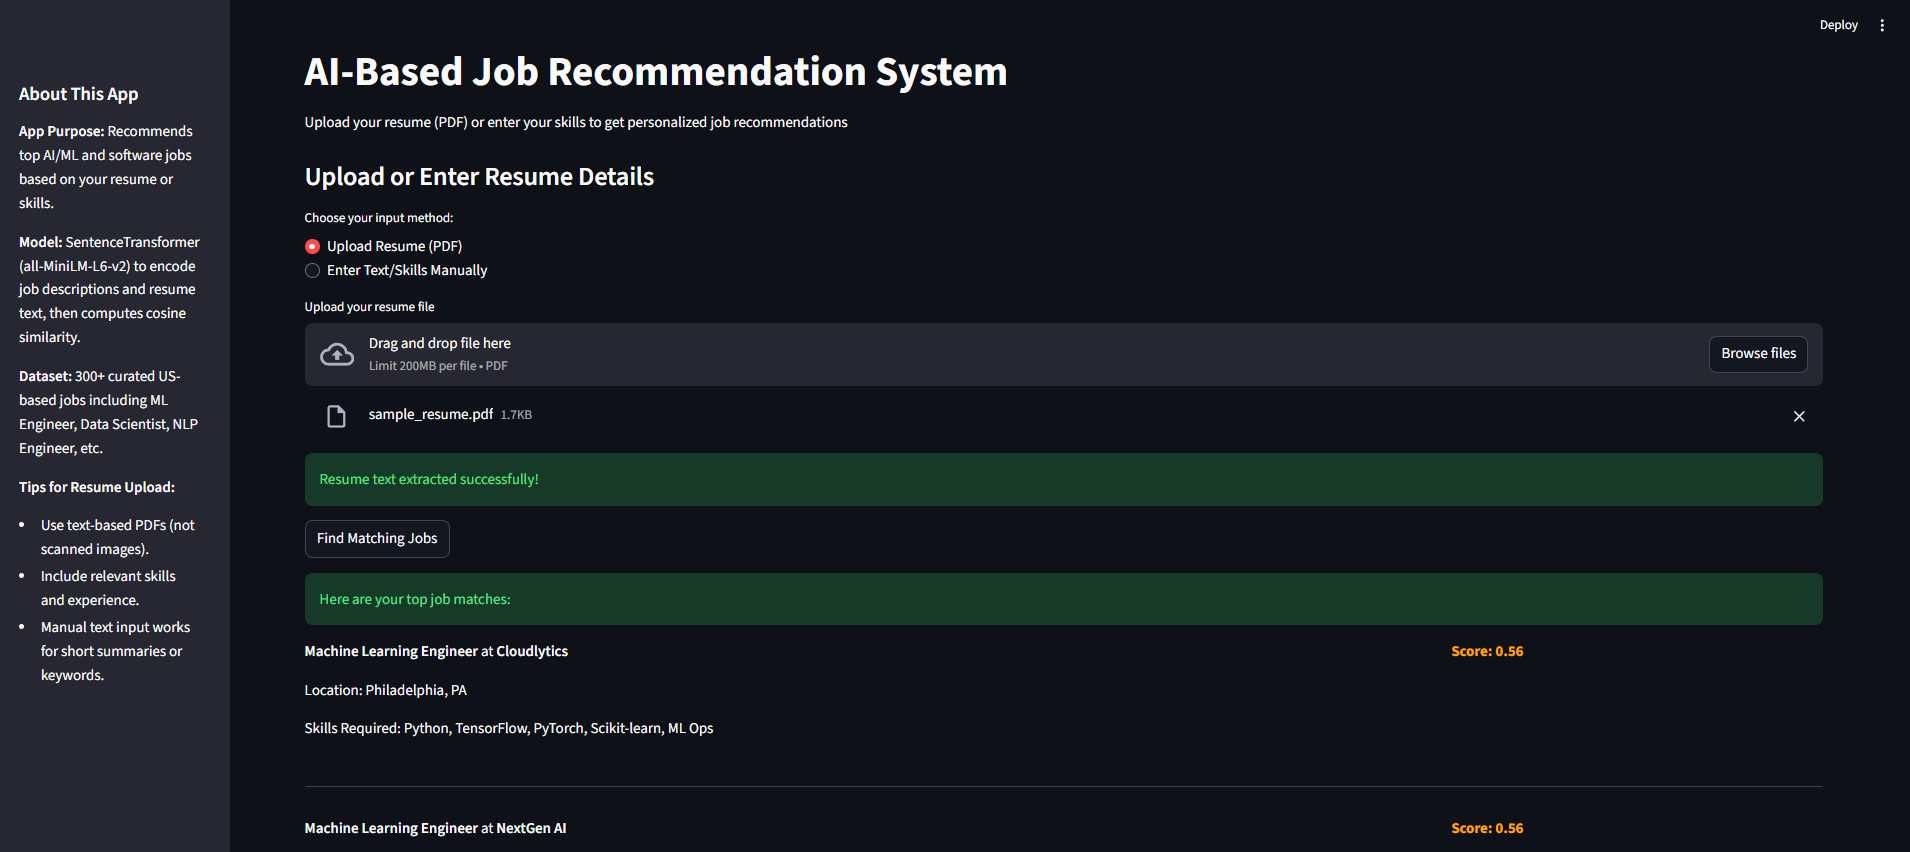 Deploy
About This App
App Purpose: Recommends
top AI/ML and software jobs
based on your resume or
skills.
Model: SentenceTransformer
(all-MiniLM-L6-v2) to encode
job descriptions and resume
text, then computes cosine
similarity.
Dataset: 300+ curated US-
based jobs including ML
Engineer, Data Scientist, NLP
Engineer, etc.
Tips for Resume Upload:
• Use text-based PDFs (not
scanned images).
• Include relevant skills
and experience.
• Manual text input works
for short summaries or
keywords.
AI-Based Job Recommendation System
Upload your resume (PDF) or enter your skills to get personalized job recommendations
Upload or Enter Resume Details
Choose your input method:
Upload Resume (PDF)
Enter Text/Skills Manually
Upload your resume file
Drag and drop file here
Limit 200MB per file • PDF
Browse files
sample_resume.pdf 1.7KB
Resume text extracted successfully!
Find Matching Jobs
Here are your top job matches:
Machine Learning Engineer at Cloudlytics
Score: 0.56
Location: Philadelphia, PA
Skills Required: Python, TensorFlow, PyTorch, Scikit-learn, ML Ops
Machine Learning Engineer at NextGen AI
Score: 0.56